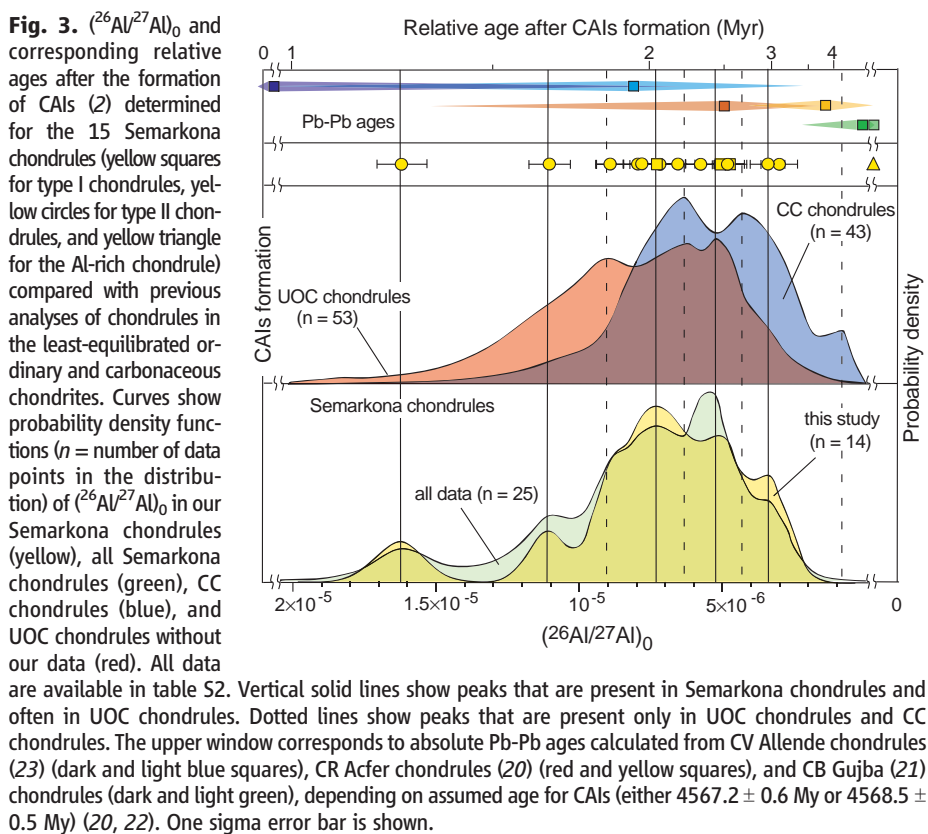 Fig. 3. (²⁶Al/²⁷Al)₀ and
corresponding relative
ages after the formation
of CAIs (2) determined
for the 15 Semarkona
chondrules (yellow squares
for type I chondrules, yel-
low circles for type II chon-
drules, and yellow triangle
for the Al-rich chondrule)
compared with previous
analyses of chondrules in
the least-equilibrated or-
dinary and carbonaceous
chondrites. Curves show
probability density func-
tions (n = number of data
points in the distribu-
tion) of (²⁶Al/²⁷Al)₀ in our
Semarkona chondrules
(yellow), all Semarkona
chondrules (green), CC
chondrules (blue), and
UOC chondrules without
our data (red). All data
Relative age after CAIs formation (Myr)
0 1 2 3 4
Pb-Pb ages
CAIs formation
CC chondrules
(n = 43)
UOC chondrules
(n = 53)
Probability density
Semarkona chondrules
this study
(n = 14)
all data (n = 25)
2×10⁻⁵ 1.5×10⁻⁵ 10⁻⁵ 5×10⁻⁶ 0
(²⁶Al/²⁷Al)₀
are available in table S2. Vertical solid lines show peaks that are present in Semarkona chondrules and
often in UOC chondrules. Dotted lines show peaks that are present only in UOC chondrules and CC
chondrules. The upper window corresponds to absolute Pb-Pb ages calculated from CV Allende chondrules
(23) (dark and light blue squares), CR Acfer chondrules (20) (red and yellow squares), and CB Gujba (21)
chondrules (dark and light green), depending on assumed age for CAIs (either 4567.2 ± 0.6 My or 4568.5 ±
0.5 My) (20, 22). One sigma error bar is shown.